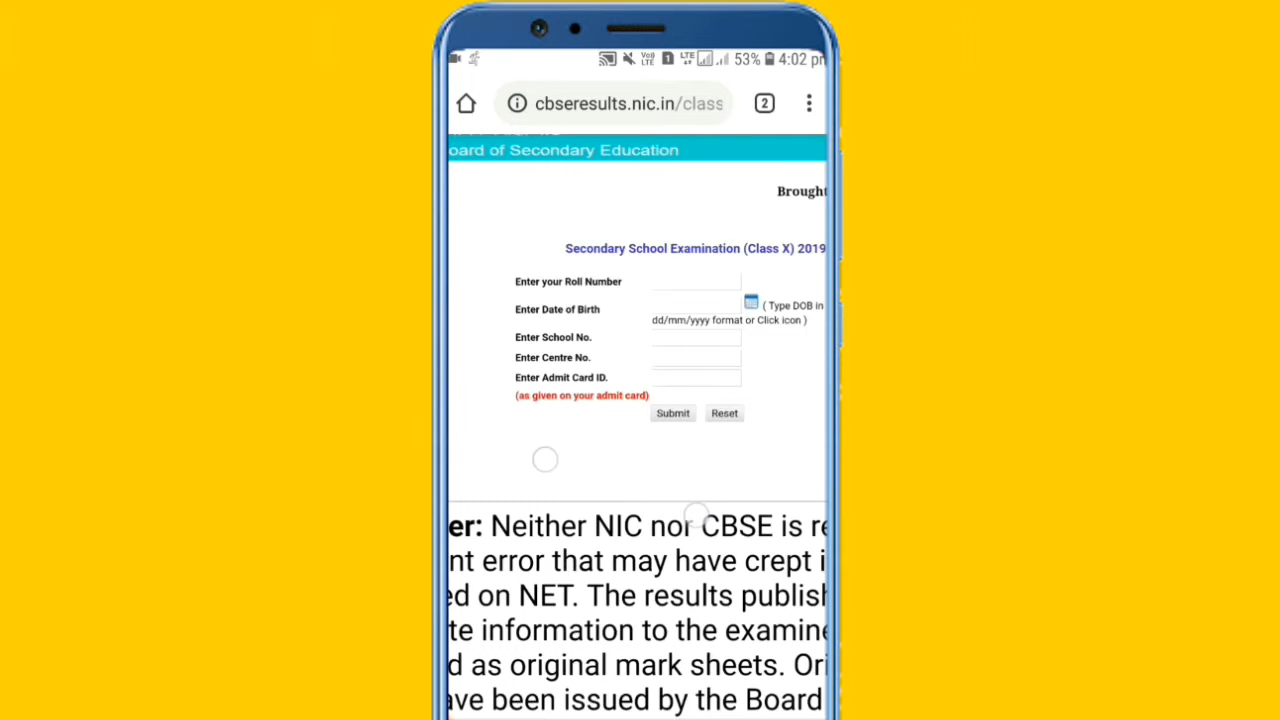 Vo))
LTE
1
LTE
53%
4:02 pm
cbseresults.nic.in/class
2
oard of Secondary Education
Brought
Secondary School Examination (Class X) 2019
Enter your Roll Number
Enter Date of Birth
( Type DOB in
dd/mm/yyyy format or Click icon )
Enter School No.
Enter Centre No.
Enter Admit Card ID.
(as given on your admit card)
Submit
Reset
er: Neither NIC nor CBSE is re
nt error that may have crept i
ed on NET. The results publish
te information to the examine
d as original mark sheets. Ori
ave been issued by the Board